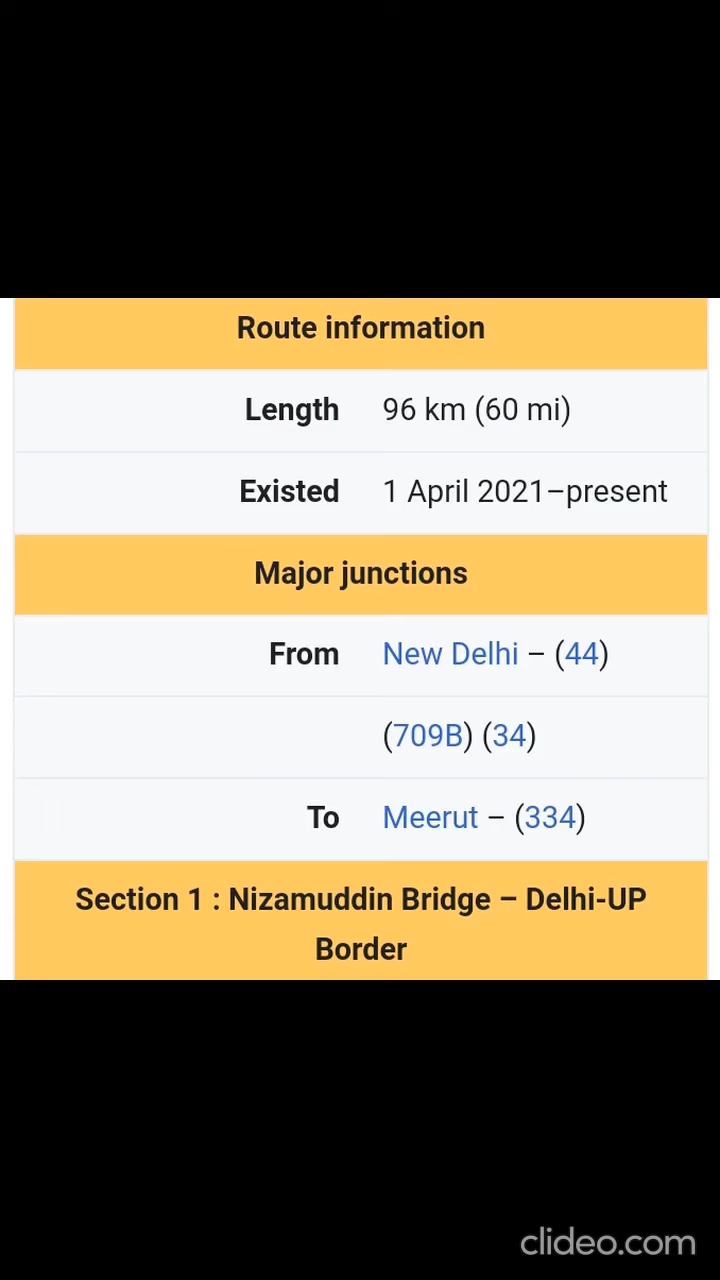 Route information
Length 96 km (60 mi)
Existed 1 April 2021–present
Major junctions
From New Delhi – (44)
(709B) (34)
To Meerut – (334)
Section 1 : Nizamuddin Bridge – Delhi-UP
Border
clideo.com